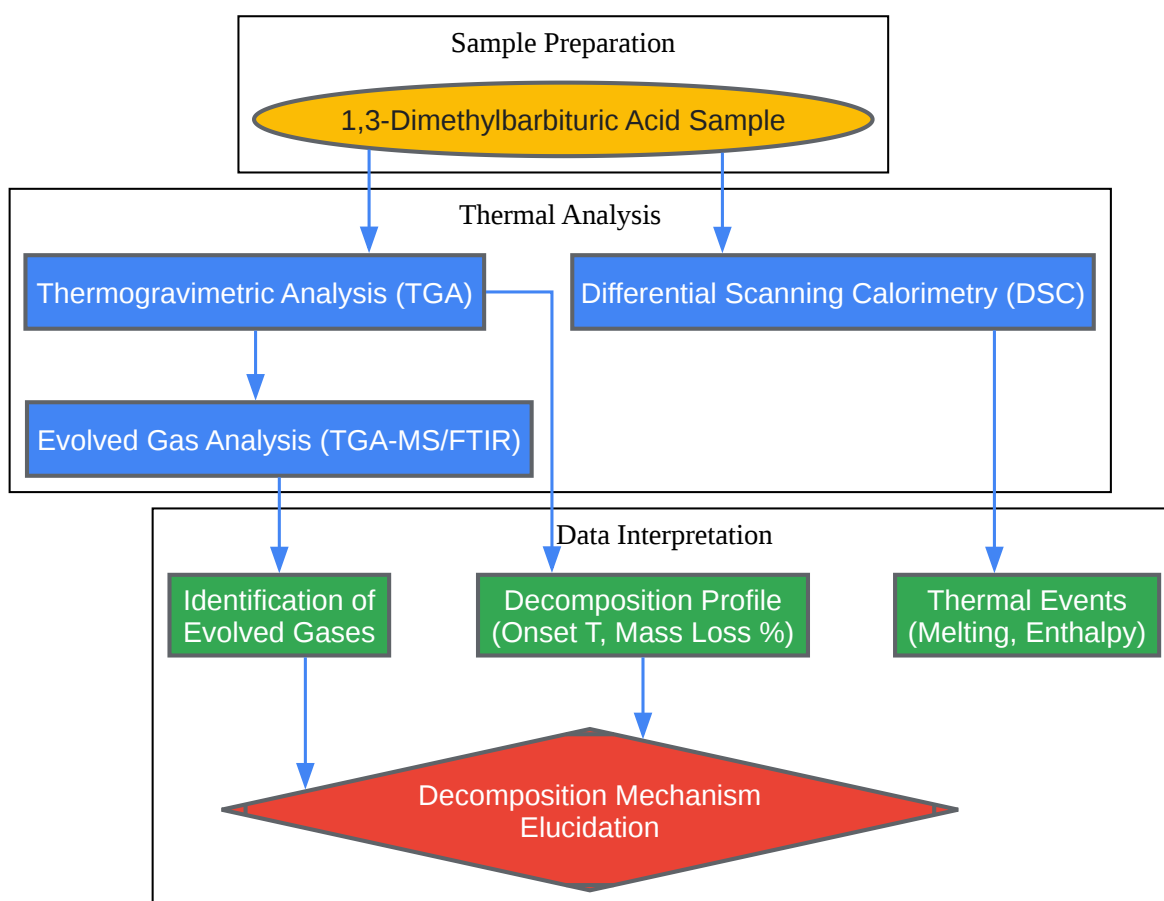 Sample Preparation
1,3-Dimethylbarbituric Acid Sample
Thermal Analysis
Thermogravimetric Analysis (TGA)
Differential Scanning Calorimetry (DSC)
Evolved Gas Analysis (TGA-MS/FTIR)
Data Interpretation
Identification of
Evolved Gases
Decomposition Profile
(Onset T, Mass Loss %)
Thermal Events
(Melting, Enthalpy)
Decomposition Mechanism
Elucidation